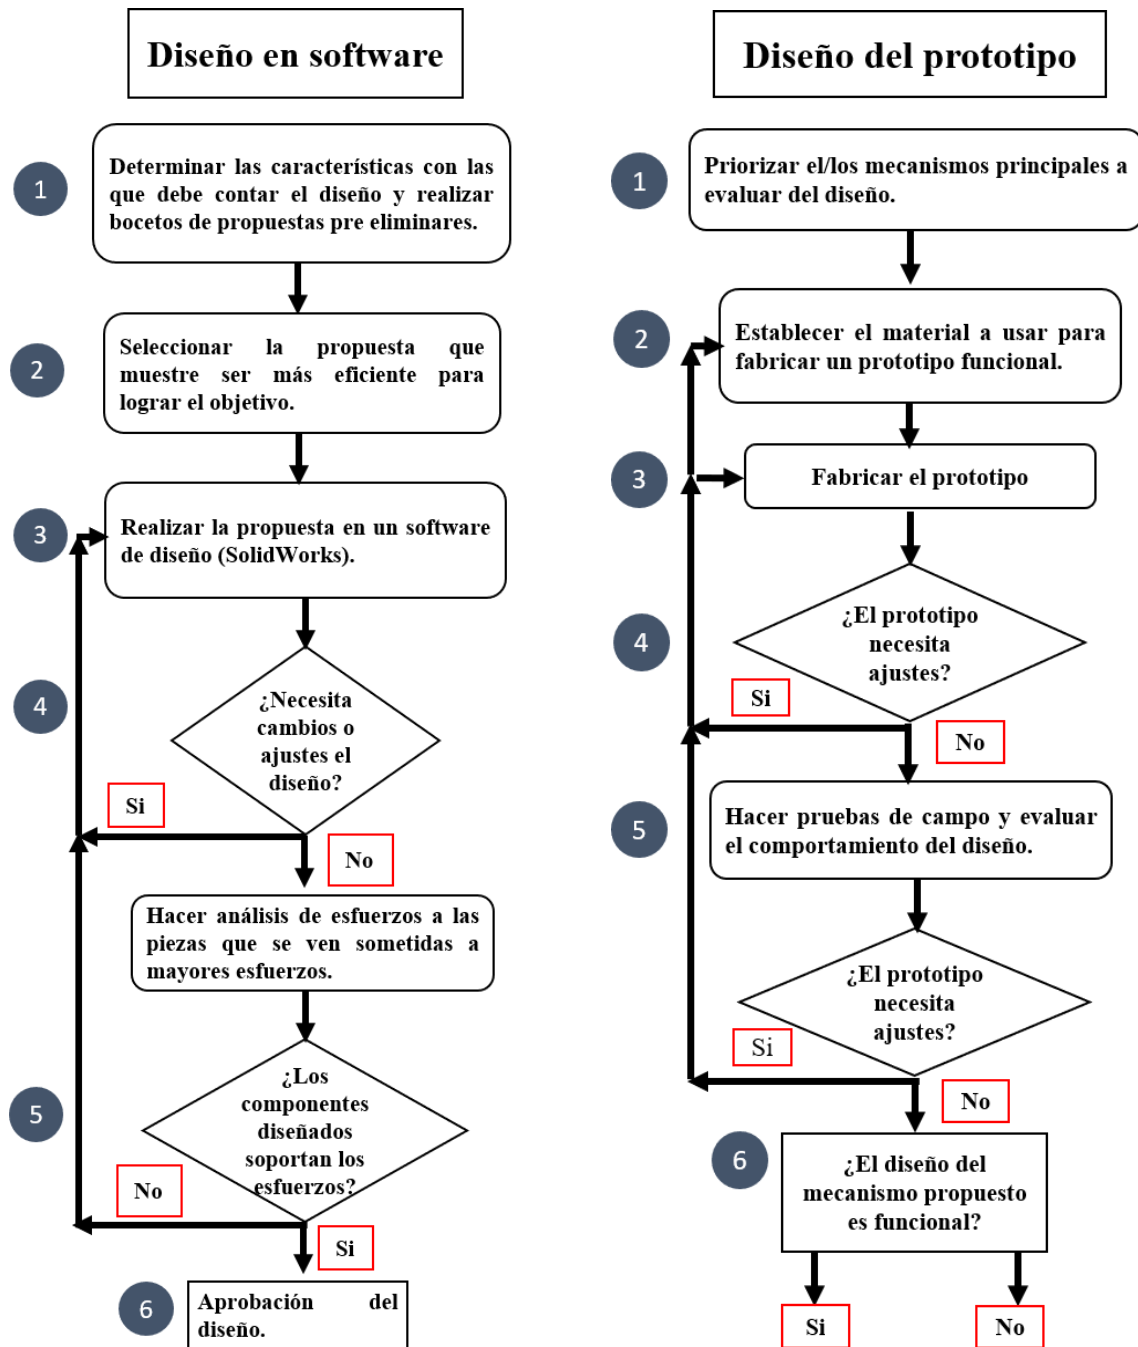 Diseño en software
1
Determinar las características con las
que debe contar el diseño y realizar
bocetos de propuestas pre eliminares.
2
Seleccionar la propuesta que
muestre ser más eficiente para
lograr el objetivo.
3
Realizar la propuesta en un software
de diseño (SolidWorks).
4
¿Necesita
cambios o
ajustes el
diseño?
Si
No
Hacer análisis de esfuerzos a las
piezas que se ven sometidas a
mayores esfuerzos.
5
¿Los
componentes
diseñados
soportan los
esfuerzos?
No
Si
6
Aprobación del
diseño.
Diseño del prototipo
1
Priorizar el/los mecanismos principales a
evaluar del diseño.
2
Establecer el material a usar para
fabricar un prototipo funcional.
3
Fabricar el prototipo
4
¿El prototipo
necesita
ajustes?
Si
No
5
Hacer pruebas de campo y evaluar
el comportamiento del diseño.
¿El prototipo
necesita
ajustes?
Si
No
6
¿El diseño del
mecanismo propuesto
es funcional?
Si
No